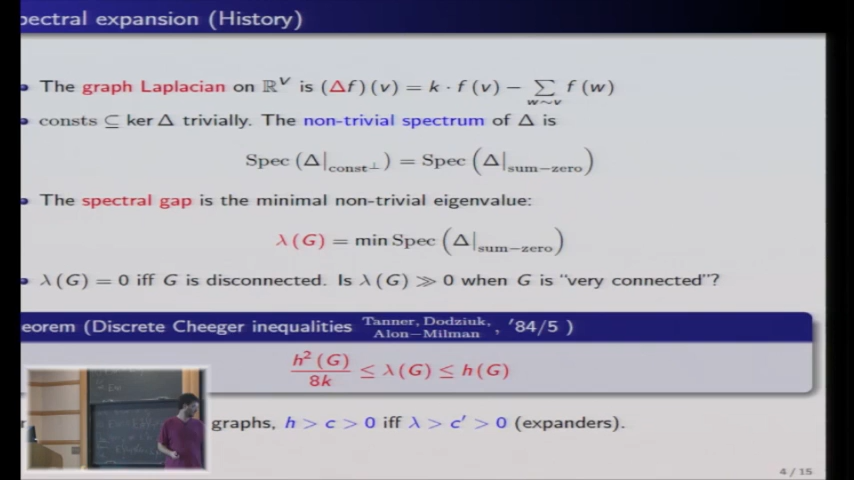 pectral expansion (History)
The graph Laplacian on ℝ^V is (Δf)(v) = k · f(v) − ∑_{w∼v} f(w)
consts ⊆ ker Δ trivially. The non-trivial spectrum of Δ is
Spec (Δ|_{const^⊥}) = Spec (Δ|_{sum−zero})
The spectral gap is the minimal non-trivial eigenvalue:
λ(G) = min Spec (Δ|_{sum−zero})
λ(G) = 0 iff G is disconnected. Is λ(G) ≫ 0 when G is “very connected”?
eorem (Discrete Cheeger inequalities Tanner, Dodziuk, Alon−Milman , '84/5 )
h²(G)/8k ≤ λ(G) ≤ h(G)
graphs, h > c > 0 iff λ > c′ > 0 (expanders).
4 / 15